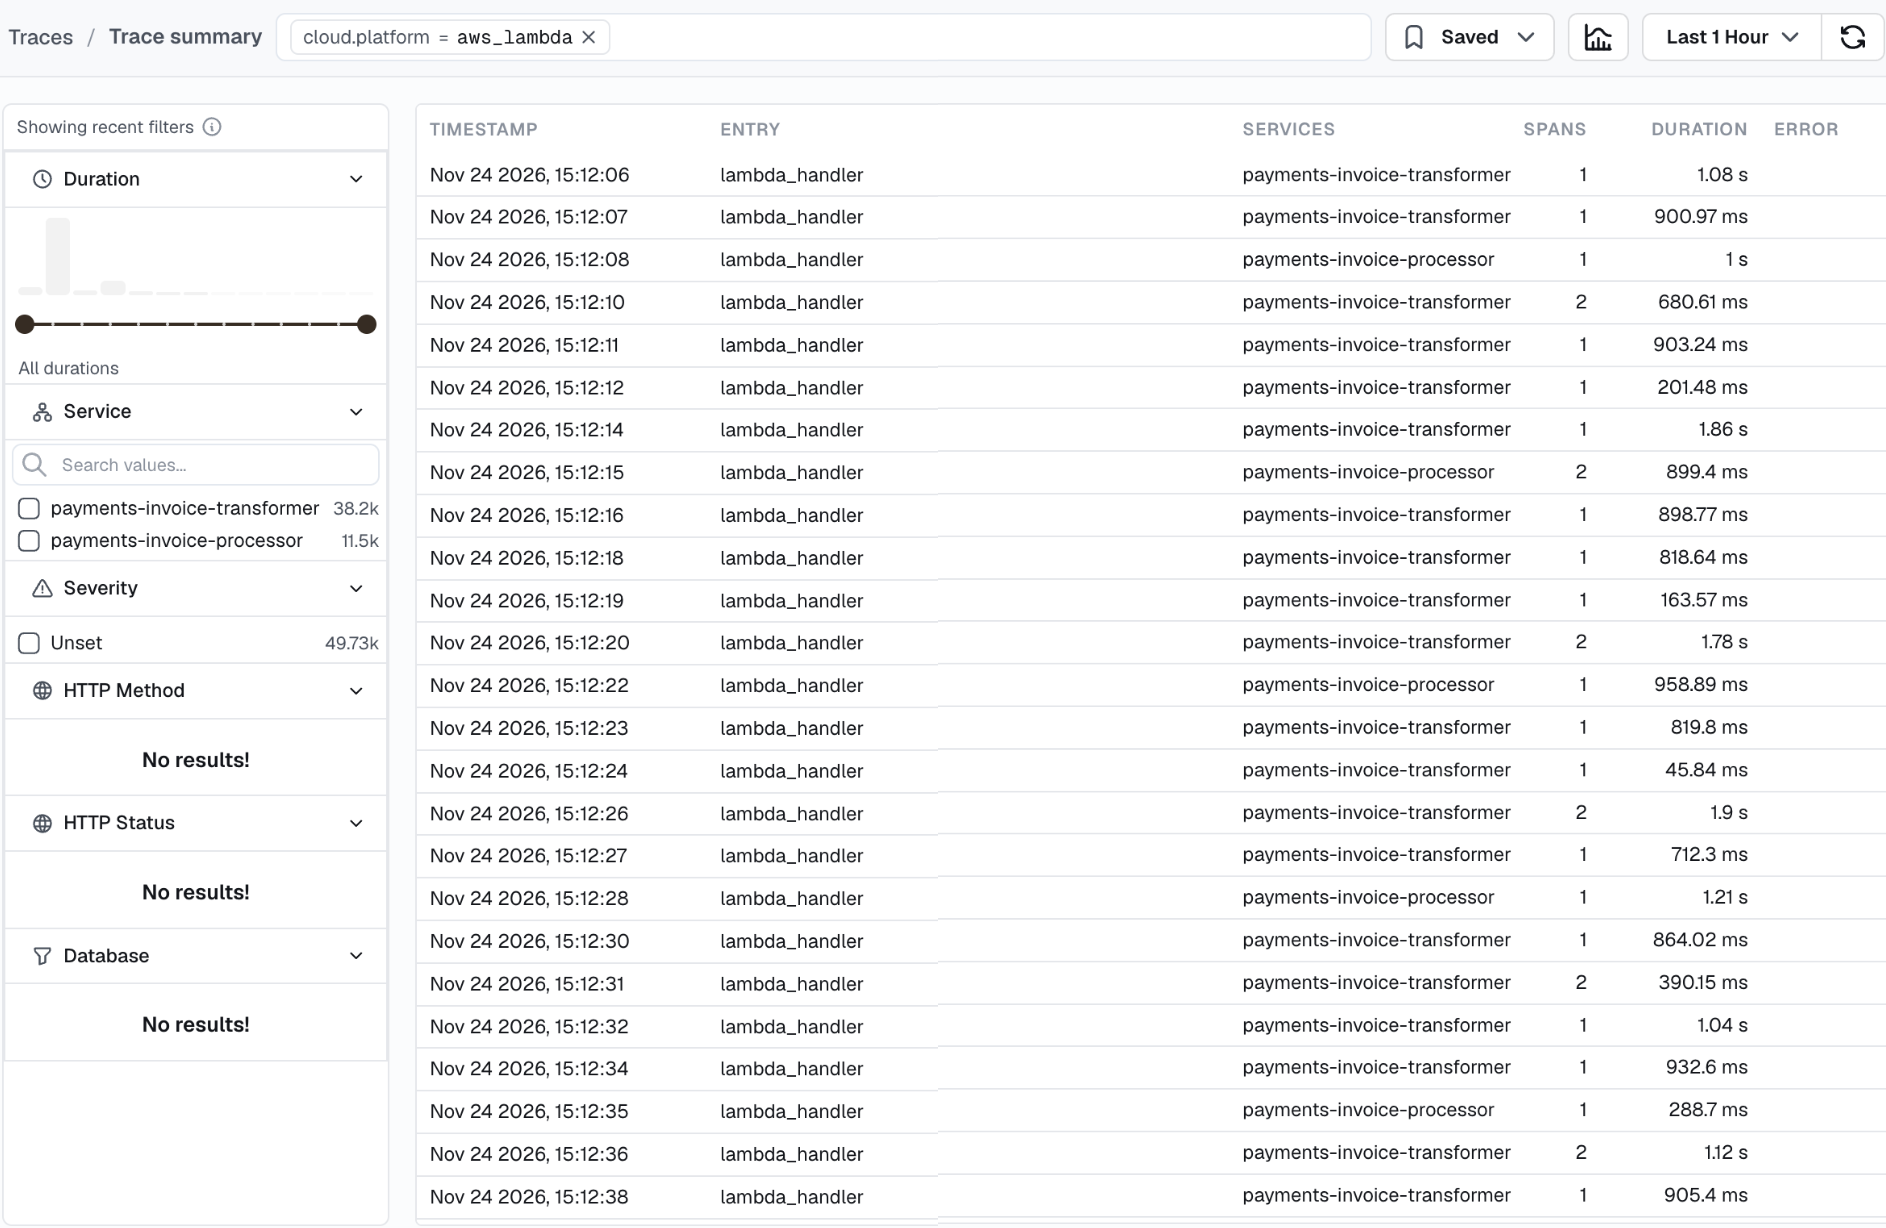 Traces / Trace summary
cloud.platform = aws_lambda
Saved
Last 1 Hour
Showing recent filters
Duration
All durations
Service
Search values...
payments-invoice-transformer 38.2k
payments-invoice-processor 11.5k
Severity
Unset 49.73k
HTTP Method
No results!
HTTP Status
No results!
Database
No results!
TIMESTAMP ENTRY SERVICES SPANS DURATION ERROR
Nov 24 2026, 15:12:06 lambda_handler payments-invoice-transformer 1 1.08 s
Nov 24 2026, 15:12:07 lambda_handler payments-invoice-transformer 1 900.97 ms
Nov 24 2026, 15:12:08 lambda_handler payments-invoice-processor 1 1 s
Nov 24 2026, 15:12:10 lambda_handler payments-invoice-transformer 2 680.61 ms
Nov 24 2026, 15:12:11 lambda_handler payments-invoice-transformer 1 903.24 ms
Nov 24 2026, 15:12:12 lambda_handler payments-invoice-transformer 1 201.48 ms
Nov 24 2026, 15:12:14 lambda_handler payments-invoice-transformer 1 1.86 s
Nov 24 2026, 15:12:15 lambda_handler payments-invoice-processor 2 899.4 ms
Nov 24 2026, 15:12:16 lambda_handler payments-invoice-transformer 1 898.77 ms
Nov 24 2026, 15:12:18 lambda_handler payments-invoice-transformer 1 818.64 ms
Nov 24 2026, 15:12:19 lambda_handler payments-invoice-transformer 1 163.57 ms
Nov 24 2026, 15:12:20 lambda_handler payments-invoice-transformer 2 1.78 s
Nov 24 2026, 15:12:22 lambda_handler payments-invoice-processor 1 958.89 ms
Nov 24 2026, 15:12:23 lambda_handler payments-invoice-transformer 1 819.8 ms
Nov 24 2026, 15:12:24 lambda_handler payments-invoice-transformer 1 45.84 ms
Nov 24 2026, 15:12:26 lambda_handler payments-invoice-transformer 2 1.9 s
Nov 24 2026, 15:12:27 lambda_handler payments-invoice-transformer 1 712.3 ms
Nov 24 2026, 15:12:28 lambda_handler payments-invoice-processor 1 1.21 s
Nov 24 2026, 15:12:30 lambda_handler payments-invoice-transformer 1 864.02 ms
Nov 24 2026, 15:12:31 lambda_handler payments-invoice-transformer 2 390.15 ms
Nov 24 2026, 15:12:32 lambda_handler payments-invoice-transformer 1 1.04 s
Nov 24 2026, 15:12:34 lambda_handler payments-invoice-transformer 1 932.6 ms
Nov 24 2026, 15:12:35 lambda_handler payments-invoice-processor 1 288.7 ms
Nov 24 2026, 15:12:36 lambda_handler payments-invoice-transformer 2 1.12 s
Nov 24 2026, 15:12:38 lambda_handler payments-invoice-transformer 1 905.4 ms